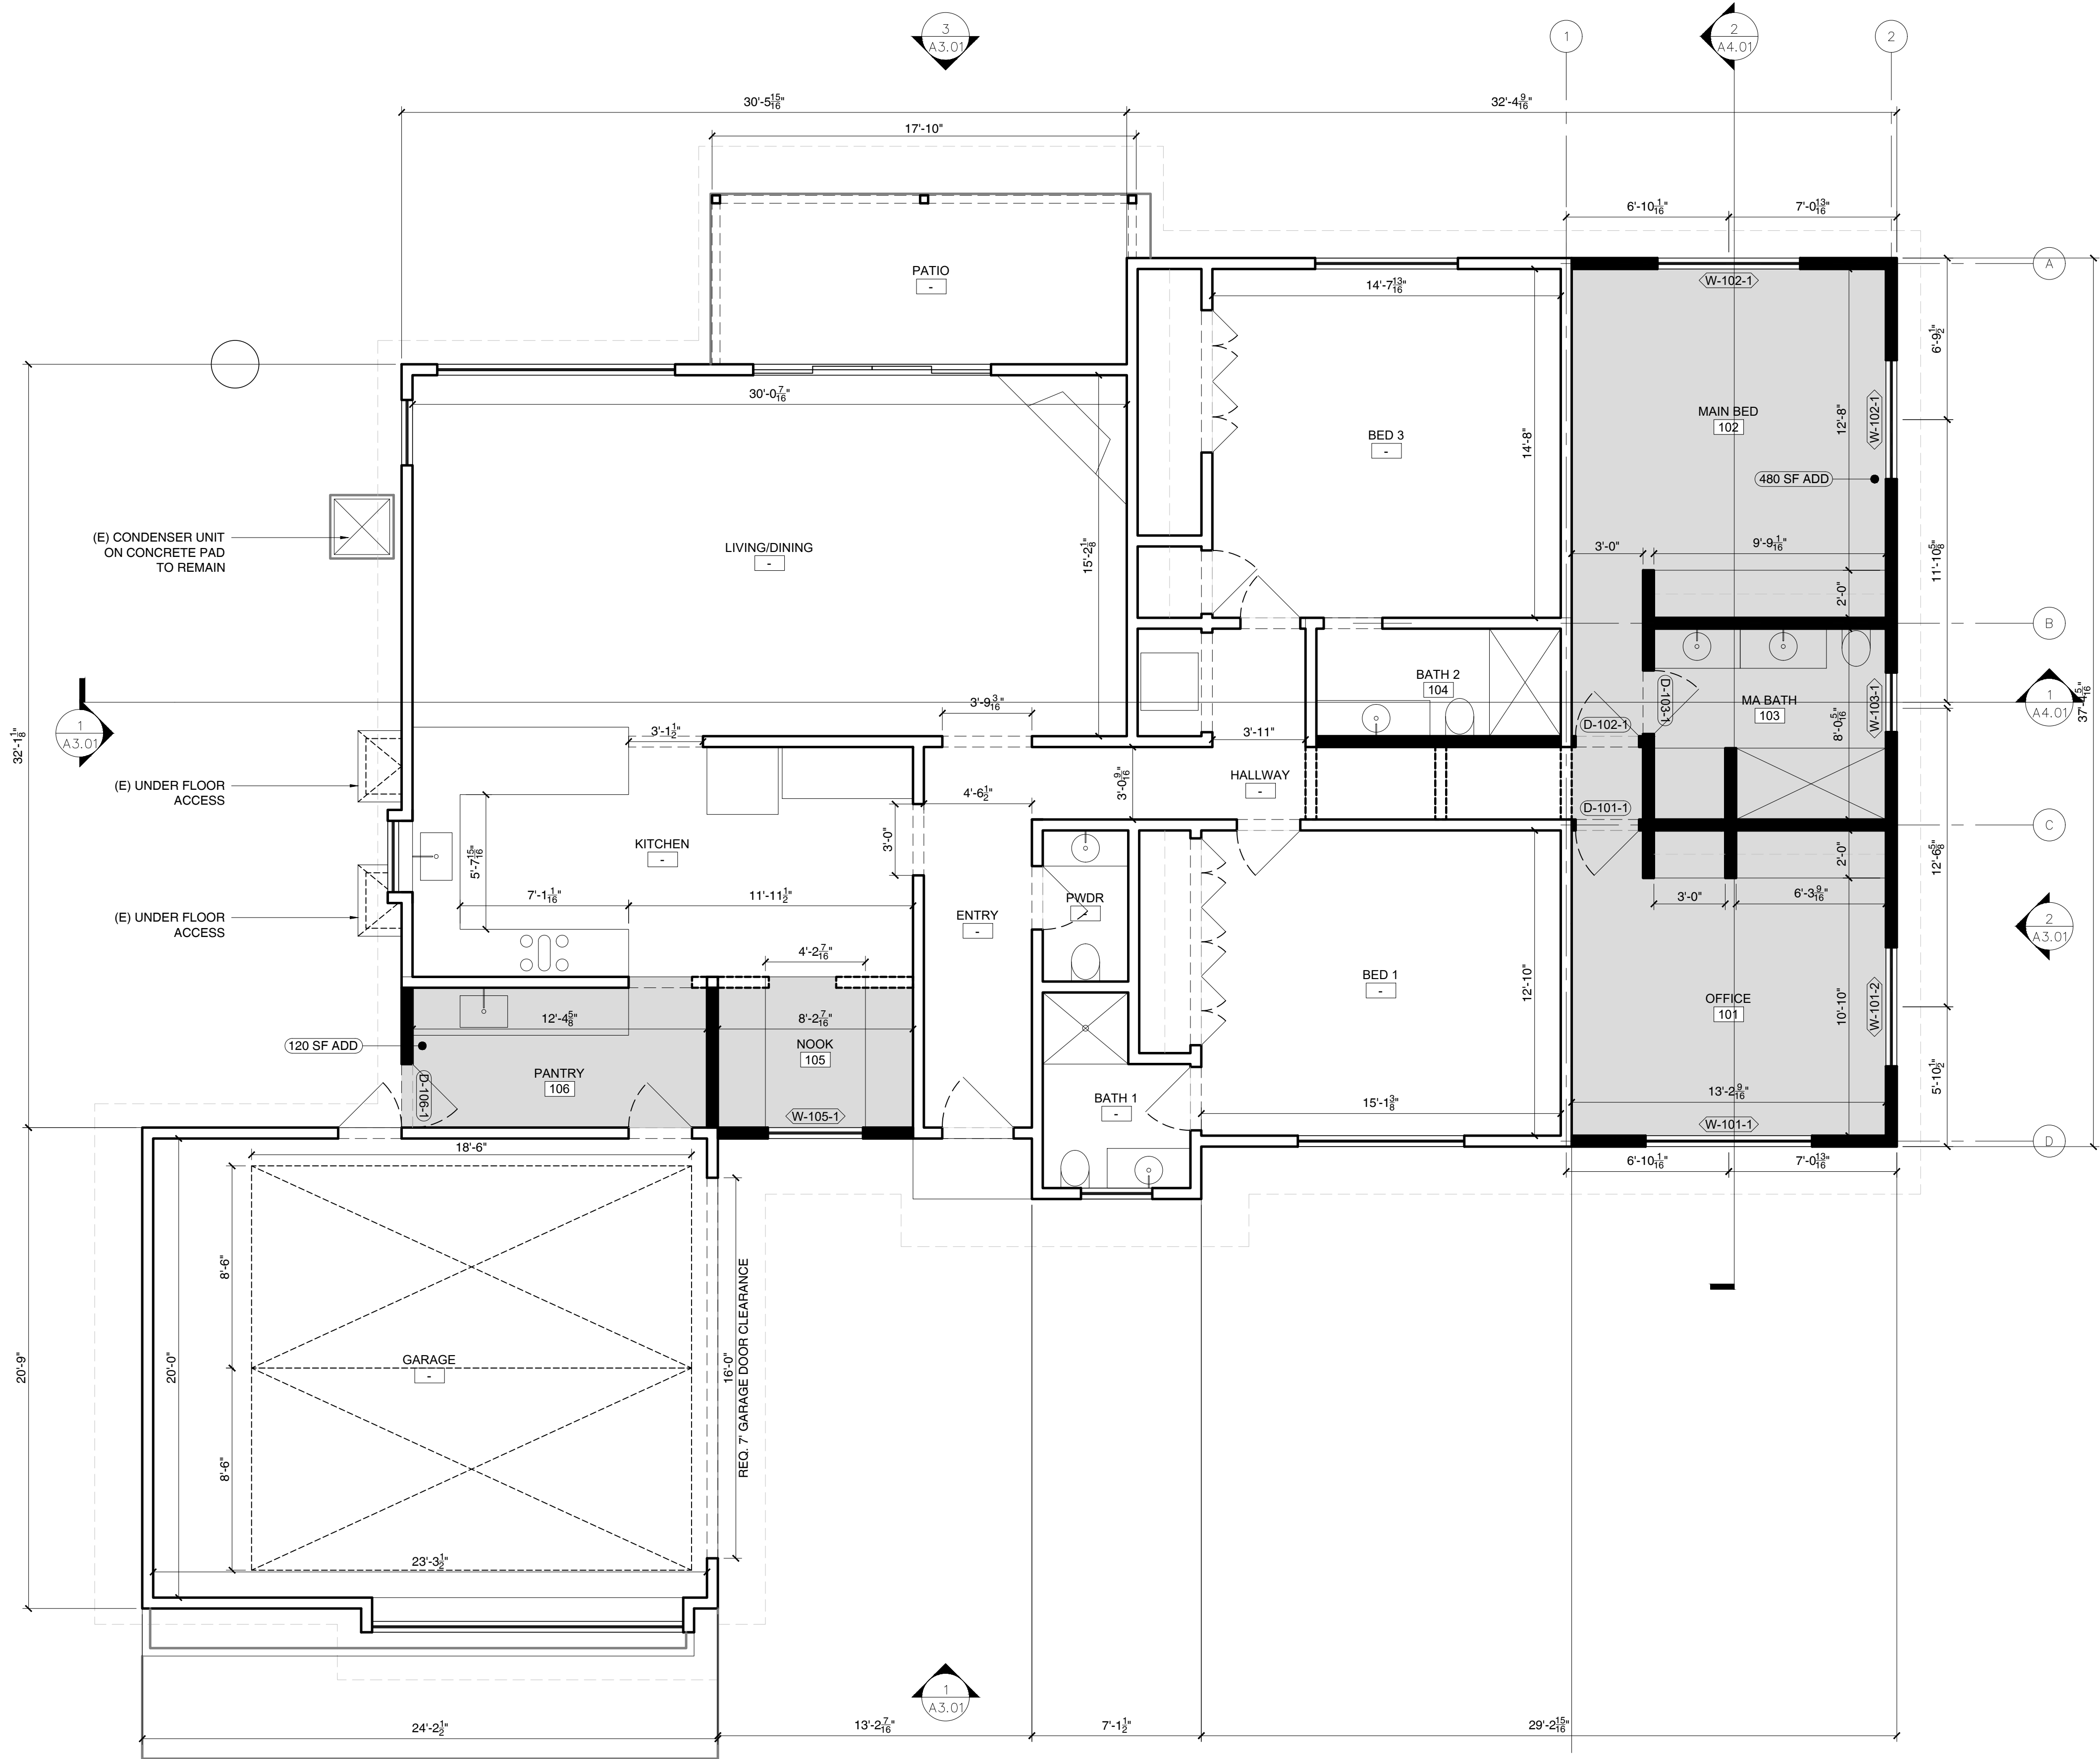 3
A3.01
1
2
A4.01
2
30'-5 15/16"
32'-4 9/16"
17'-10"
6'-10 1/16"
7'-0 13/16"
PATIO
-
A
W-102-1
14'-7 13/16"
6'-9 1/2"
30'-0 7/16"
MAIN BED
102
12'-8"
W-102-1
BED 3
-
14'-8"
480 SF ADD
(E) CONDENSER UNIT
ON CONCRETE PAD
TO REMAIN
LIVING/DINING
-
15'-2 1/8"
3'-0"
9'-9 1/16"
11'-10 5/8"
2'-0"
B
BATH 2
104
D-103-1
MA BATH
103
W-103-1
8'-0 5/16"
1
A4.01
37'-4 5/16"
3'-9 3/16"
D-102-1
1
A3.01
32'-1 1/8"
3'-1 1/2"
3'-11"
(E) UNDER FLOOR
ACCESS
HALLWAY
-
3'-0 9/16"
4'-6 1/2"
D-101-1
C
KITCHEN
-
5'-7 15/16"
3'-0"
2'-0"
12'-6 5/8"
7'-1 1/16"
11'-11 1/2"
PWDR
-
3'-0"
6'-3 9/16"
(E) UNDER FLOOR
ACCESS
ENTRY
-
2
A3.01
4'-2 7/16"
BED 1
-
12'-10"
OFFICE
101
10'-10"
W-101-2
12'-4 5/8"
8'-2 7/16"
120 SF ADD
NOOK
105
PANTRY
106
D-106-1
W-105-1
BATH 1
-
15'-1 3/8"
13'-2 9/16"
5'-10 1/2"
W-101-1
D
18'-6"
6'-10 1/16"
7'-0 13/16"
8'-6"
20'-9"
20'-0"
GARAGE
-
16'-0"
REQ. 7' GARAGE DOOR CLEARANCE
8'-6"
23'-3 1/2"
1
A3.01
24'-2 1/2"
13'-2 7/16"
7'-1 1/2"
29'-2 15/16"